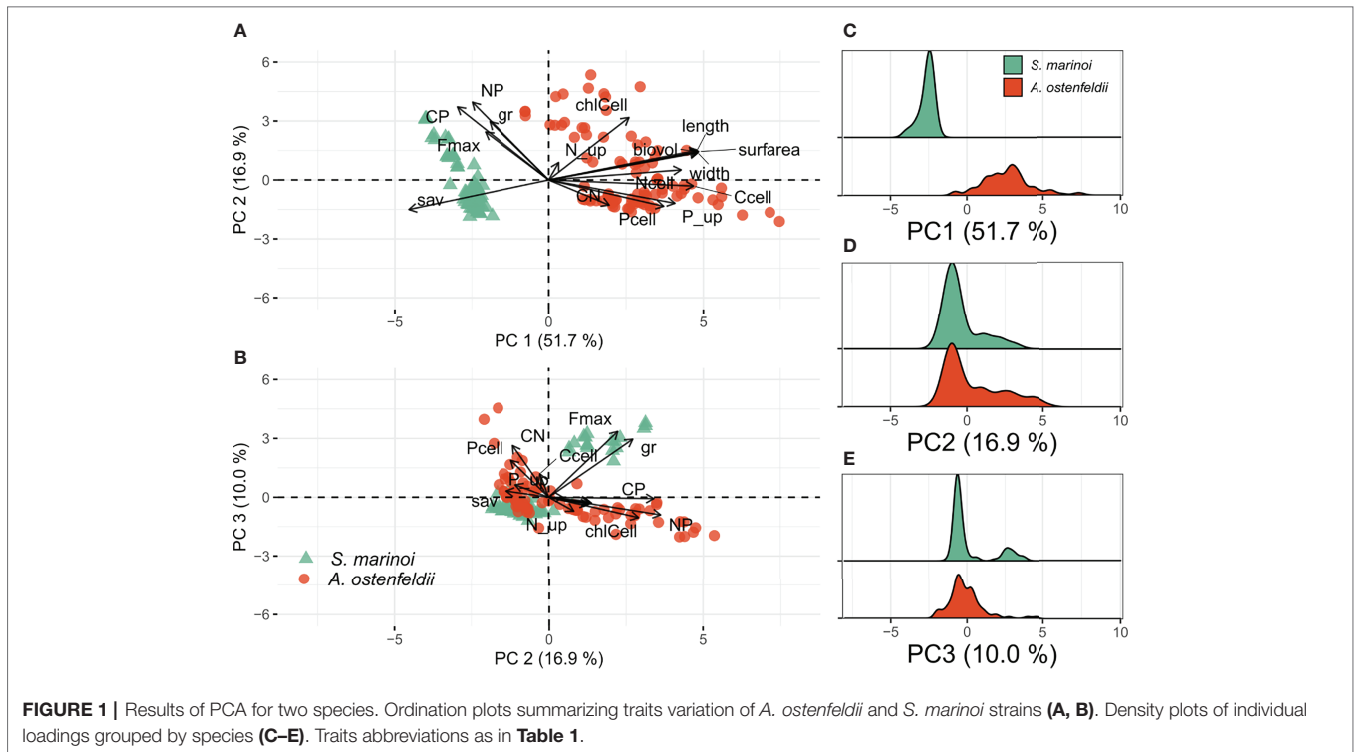 A
6
3
0
−3
−6
PC 2 (16.9 %)
NP
CP
gr
Fmax
sav
chlCell
N_up
biovol
length
surfarea
width
Ncell
Ccell
CN
Pcell
P_up
−5
0
5
PC 1 (51.7 %)
B
6
3
0
−3
−6
PC 3 (10.0 %)
Fmax
CN
Pcell
gr
Ccell
P_up
CP
sav
N_up
chlCell
NP
S. marinoi
A. ostenfeldii
−5
0
5
PC 2 (16.9 %)
C
S. marinoi
A. ostenfeldii
−5
0
5
10
PC1 (51.7 %)
D
−5
0
5
10
PC2 (16.9 %)
E
−5
0
5
10
PC3 (10.0 %)
FIGURE 1 | Results of PCA for two species. Ordination plots summarizing traits variation of A. ostenfeldii and S. marinoi strains (A, B). Density plots of individual
loadings grouped by species (C–E). Traits abbreviations as in Table 1.